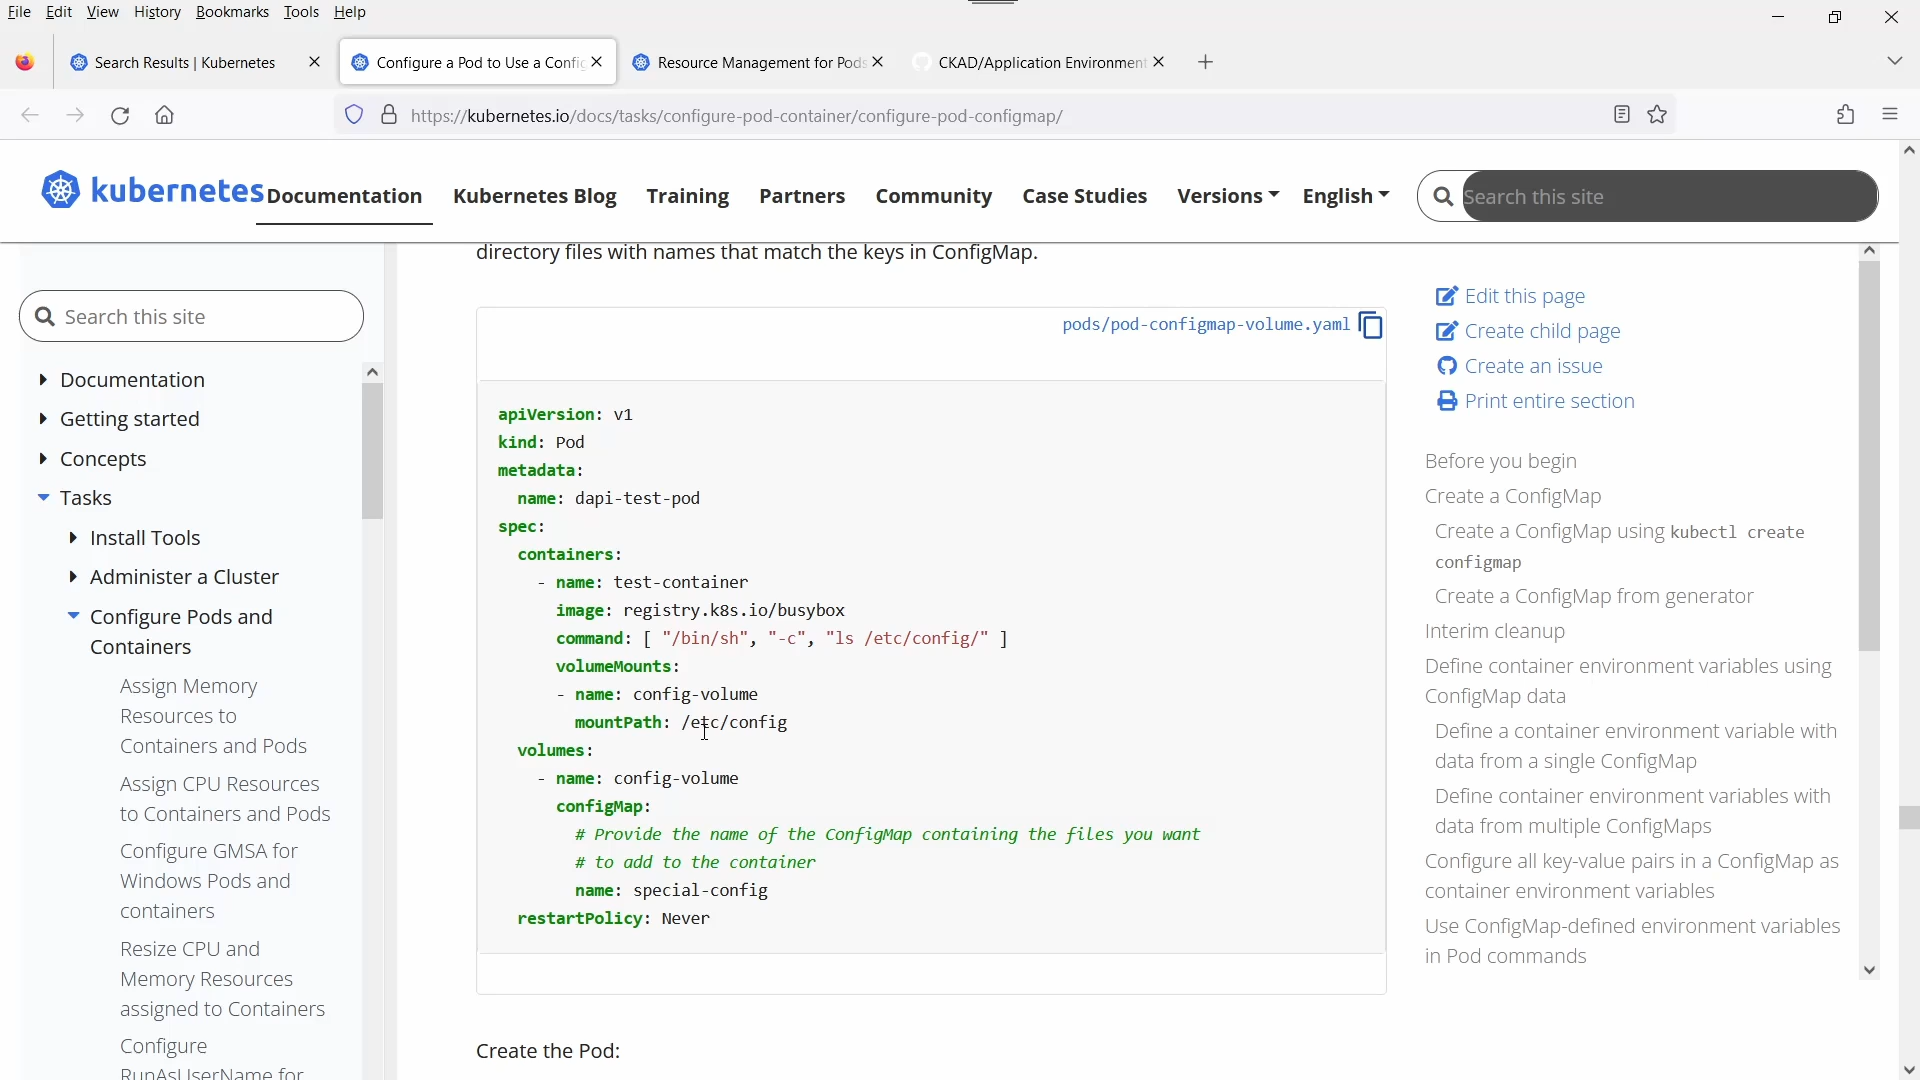 File Edit View History Bookmarks Tools Help
Search Results | Kubernetes
Configure a Pod to Use a Config
Resource Management for Pods
CKAD/Application Environment
https://kubernetes.io/docs/tasks/configure-pod-container/configure-pod-configmap/
kubernetes
Documentation
Kubernetes Blog
Training
Partners
Community
Case Studies
Versions
English
Search this site
Search this site
Documentation
Getting started
Concepts
Tasks
Install Tools
Administer a Cluster
Configure Pods and
Containers
Assign Memory
Resources to
Containers and Pods
Assign CPU Resources
to Containers and Pods
Configure GMSA for
Windows Pods and
containers
Resize CPU and
Memory Resources
assigned to Containers
Configure
RunAsUserName for
directory files with names that match the keys in ConfigMap.
pods/pod-configmap-volume.yaml
apiVersion: v1
kind: Pod
metadata:
  name: dapi-test-pod
spec:
  containers:
    - name: test-container
      image: registry.k8s.io/busybox
      command: [ "/bin/sh", "-c", "ls /etc/config/" ]
      volumeMounts:
      - name: config-volume
        mountPath: /etc/config
  volumes:
    - name: config-volume
      configMap:
        # Provide the name of the ConfigMap containing the files you want
        # to add to the container
        name: special-config
  restartPolicy: Never
Create the Pod:
Edit this page
Create child page
Create an issue
Print entire section
Before you begin
Create a ConfigMap
Create a ConfigMap using kubectl create
configmap
Create a ConfigMap from generator
Interim cleanup
Define container environment variables using
ConfigMap data
Define a container environment variable with
data from a single ConfigMap
Define container environment variables with
data from multiple ConfigMaps
Configure all key-value pairs in a ConfigMap as
container environment variables
Use ConfigMap-defined environment variables
in Pod commands